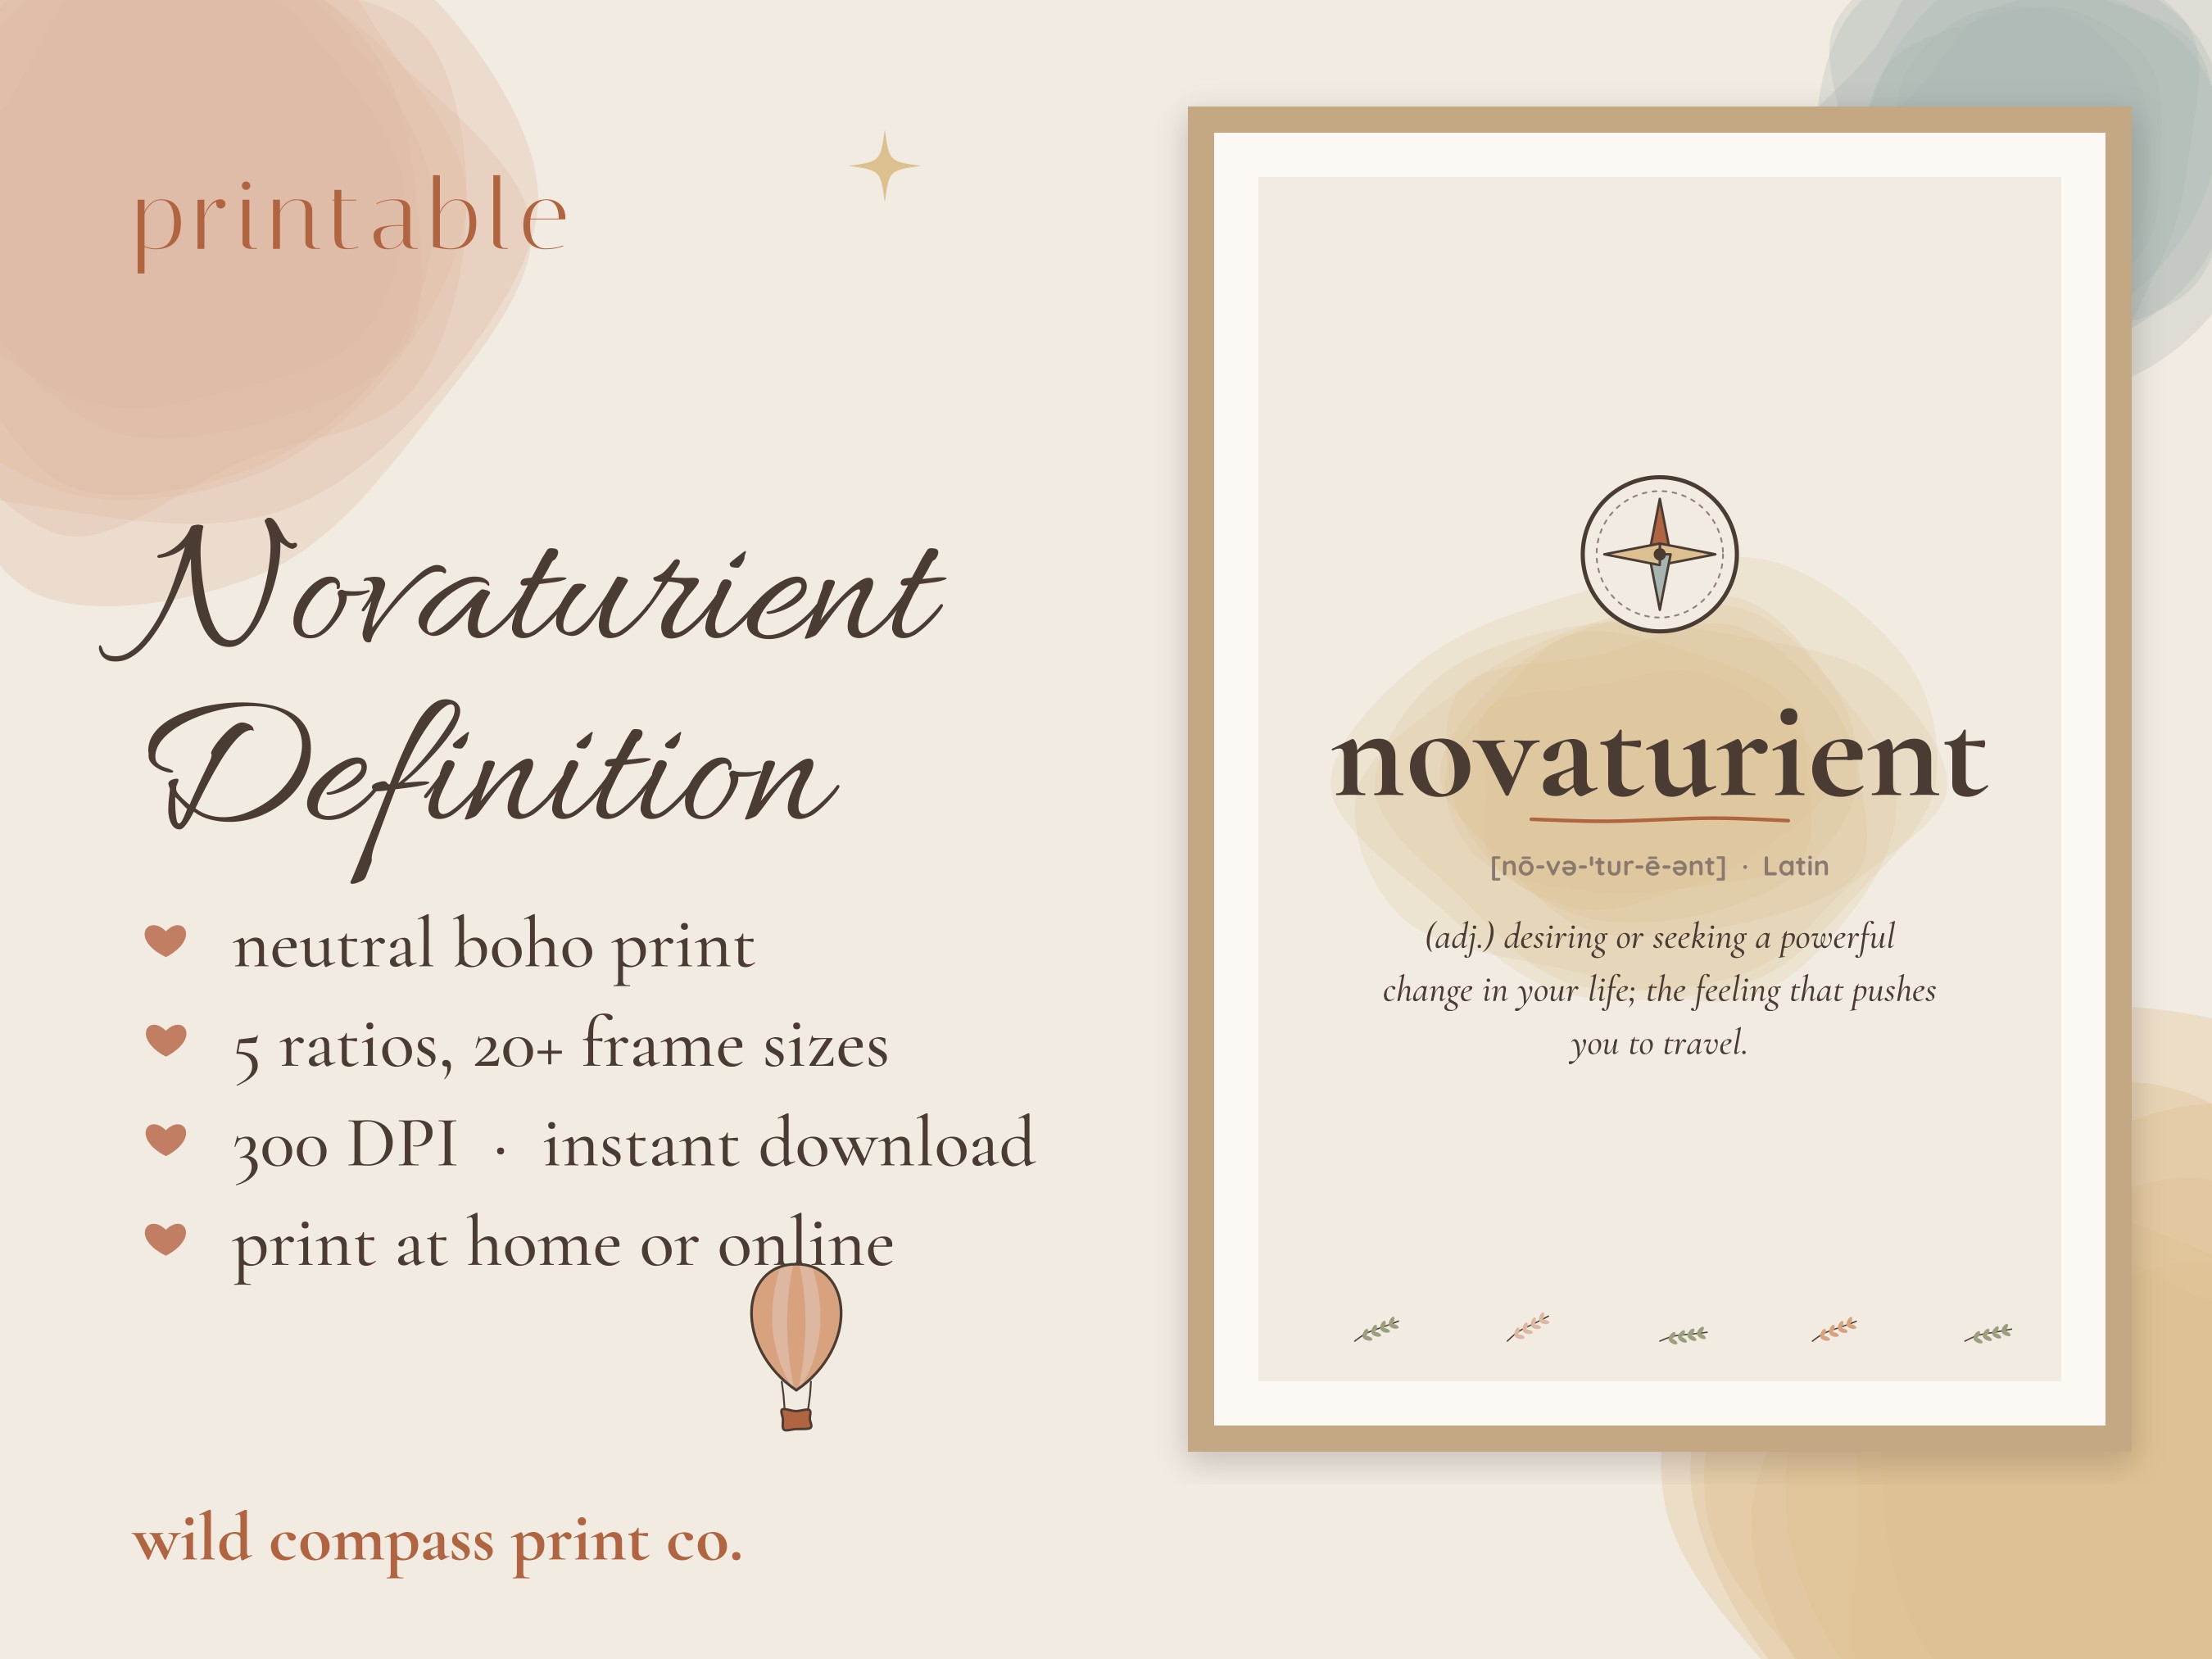 printable
Novaturient
Definition
neutral boho print
5 ratios, 20+ frame sizes
300 DPI · instant download
print at home or online
wild compass print co.
novaturient
[nō-və-'tur-ē-ənt] · Latin
(adj.) desiring or seeking a powerful
change in your life; the feeling that pushes
you to travel.